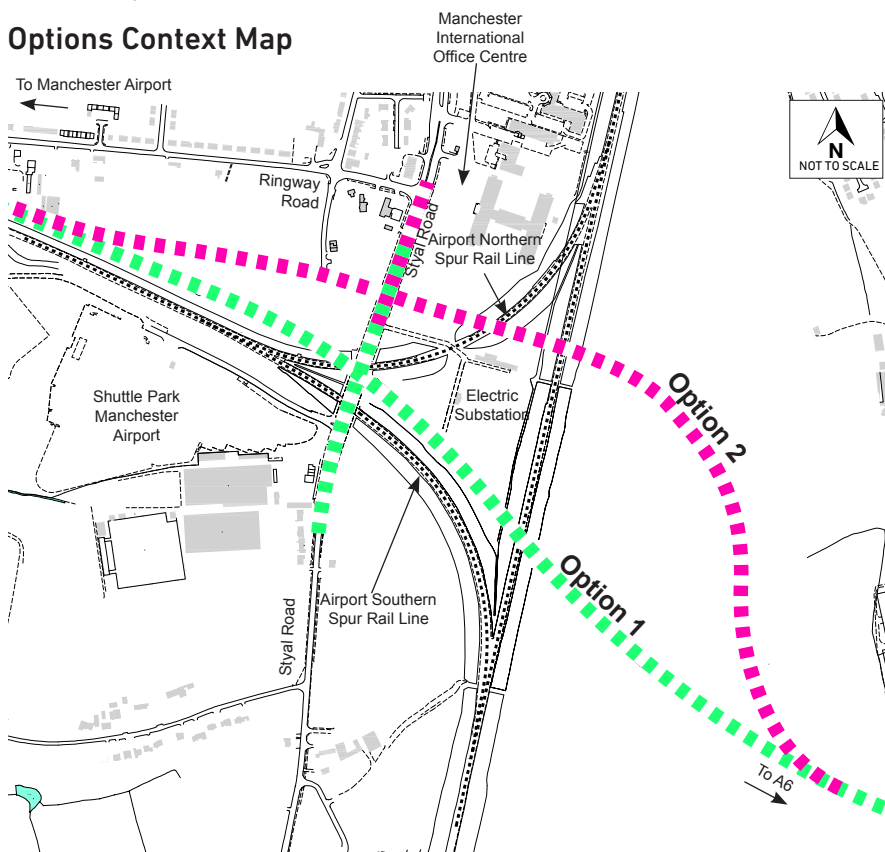 Options Context Map
Manchester
International
Office Centre
To Manchester Airport
N
NOT TO SCALE
Ringway
Road
Styal Road
Airport Northern
Spur Rail Line
Shuttle Park
Manchester
Airport
Electric
Substation
Option 2
Option 1
Airport Southern
Spur Rail Line
Styal Road
To A6